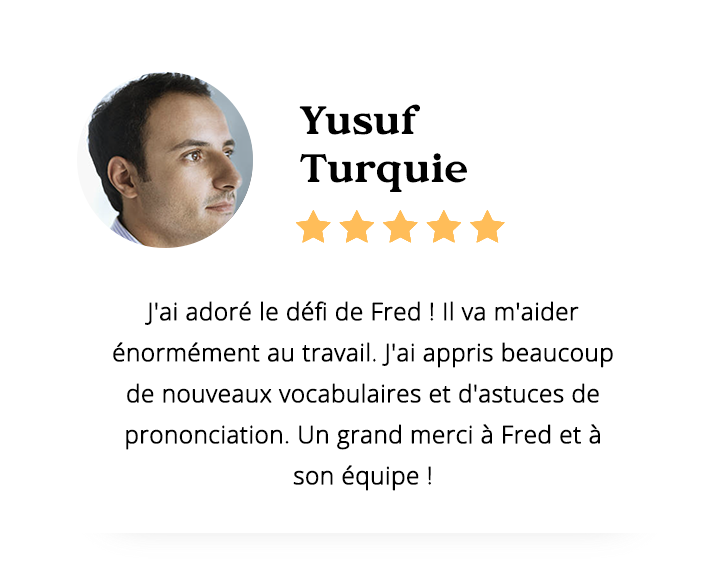 Yusuf
Turquie
J'ai adoré le défi de Fred ! Il va m'aider
énormément au travail. J'ai appris beaucoup
de nouveaux vocabulaires et d'astuces de
prononciation. Un grand merci à Fred et à
son équipe !